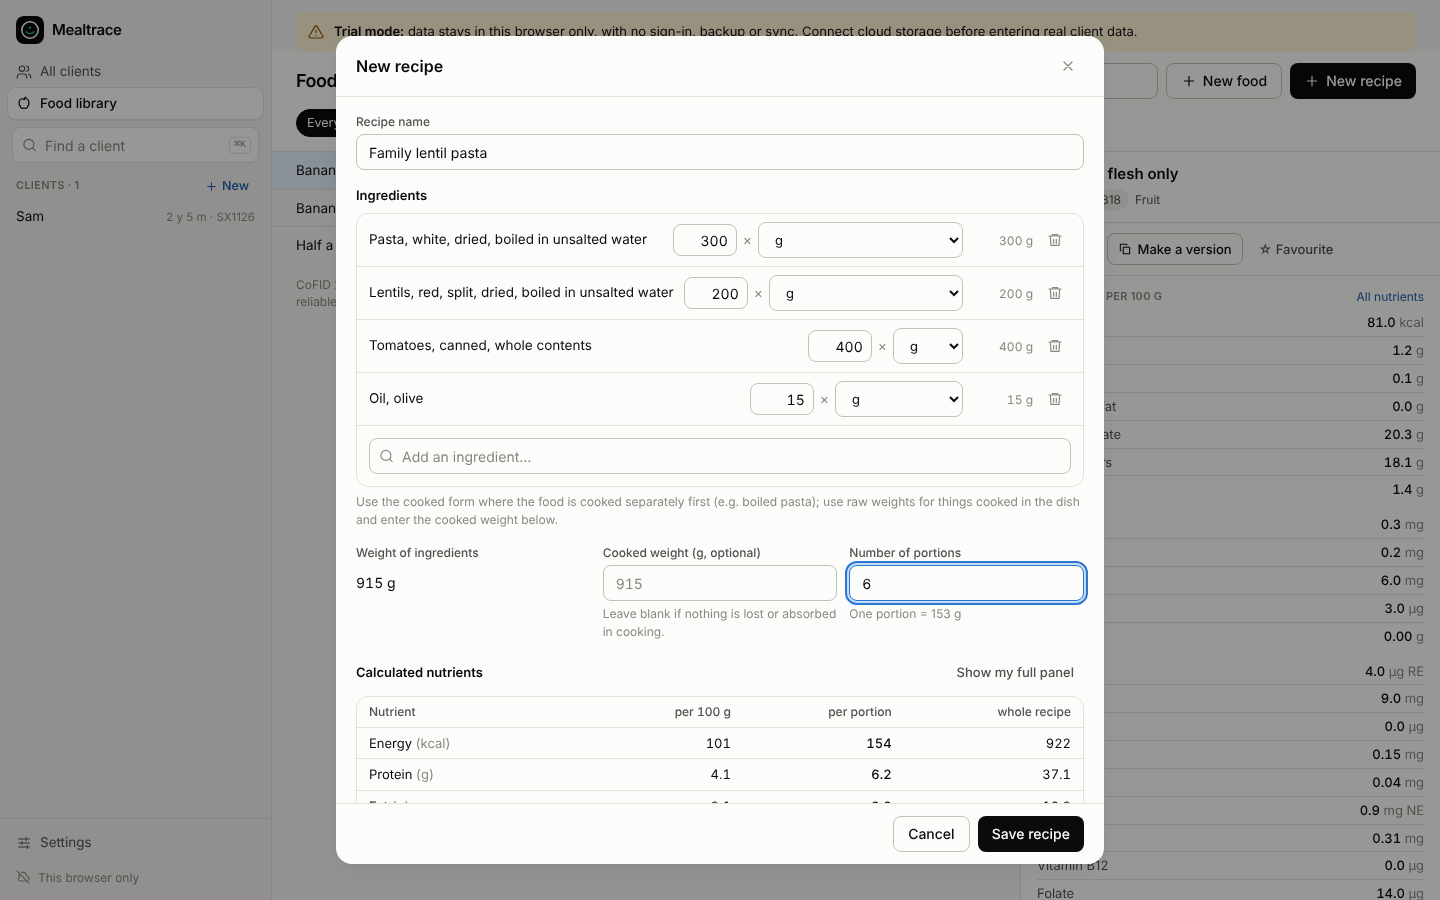 Mealtrace
All clients
Food library
Find a client
⌘K
CLIENTS · 1
+ New
Sam
2 y 5 m · SX1126
Settings
This browser only
Trial mode: data stays in this browser only, with no sign-in, backup or sync. Connect cloud storage before entering real client data.
Food
+ New food
+ New recipe
Every
Banan
Banan
Half a
CoFID
reliable
New recipe
Recipe name
Family lentil pasta
Ingredients
Pasta, white, dried, boiled in unsalted water 300 × g 300 g
Lentils, red, split, dried, boiled in unsalted water 200 × g 200 g
Tomatoes, canned, whole contents 400 × g 400 g
Oil, olive 15 × g 15 g
Add an ingredient...
Use the cooked form where the food is cooked separately first (e.g. boiled pasta); use raw weights for things cooked in the dish
and enter the cooked weight below.
Weight of ingredients
915 g
Cooked weight (g, optional)
915
Leave blank if nothing is lost or absorbed
in cooking.
Number of portions
6
One portion = 153 g
Calculated nutrients
Show my full panel
Nutrient per 100 g per portion whole recipe
Energy (kcal) 101 154 922
Protein (g) 4.1 6.2 37.1
Cancel
Save recipe
flesh only
318
Fruit
Make a version
Favourite
PER 100 G
All nutrients
81.0 kcal
1.2 g
0.1 g
fat 0.0 g
ate 20.3 g
rs 18.1 g
1.4 g
0.3 mg
0.2 mg
6.0 mg
3.0 µg
0.00 g
4.0 µg RE
9.0 mg
0.0 µg
0.15 mg
0.04 mg
0.9 mg NE
0.31 mg
Vitamin B12 0.0 µg
Folate 14.0 µg